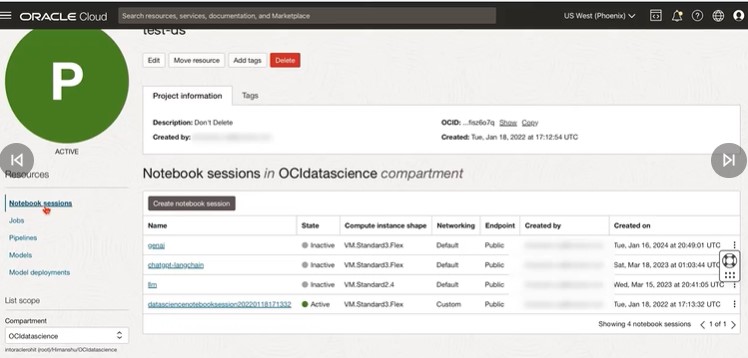 ORACLE Cloud
Search resources, services, documentation, and Marketplace
US West (Phoenix)
test-ds
P
ACTIVE
Edit
Move resource
Add tags
Delete
Project information
Tags
Description: Don't Delete
OCID: ...fisz6o7q Show Copy
Created by:
Created: Tue, Jan 18, 2022 at 17:12:54 UTC
Resources
Notebook sessions
Jobs
Pipelines
Models
Model deployments
Notebook sessions in OCIdatascience compartment
Create notebook session
Name State Compute instance shape Networking Endpoint Created by Created on
genai Inactive VM.Standard3.Flex Default Public Tue, Jan 16, 2024 at 20:49:01 UTC
chatgpt-langchain Inactive VM.Standard3.Flex Default Public Sat, Mar 18, 2023 at 01:03:44 UTC
llm Inactive VM.Standard2.4 Default Public Wed, Mar 15, 2023 at 20:41:05 UTC
datasciencenotebooksession20220118171332 Active VM.Standard3.Flex Custom Public Tue, Jan 18, 2022 at 17:13:32 UTC
Showing 4 notebook sessions 1 of 1
List scope
Compartment
OCIdatascience
intoraclerohit (root)/Himanshu/OCIdatascience